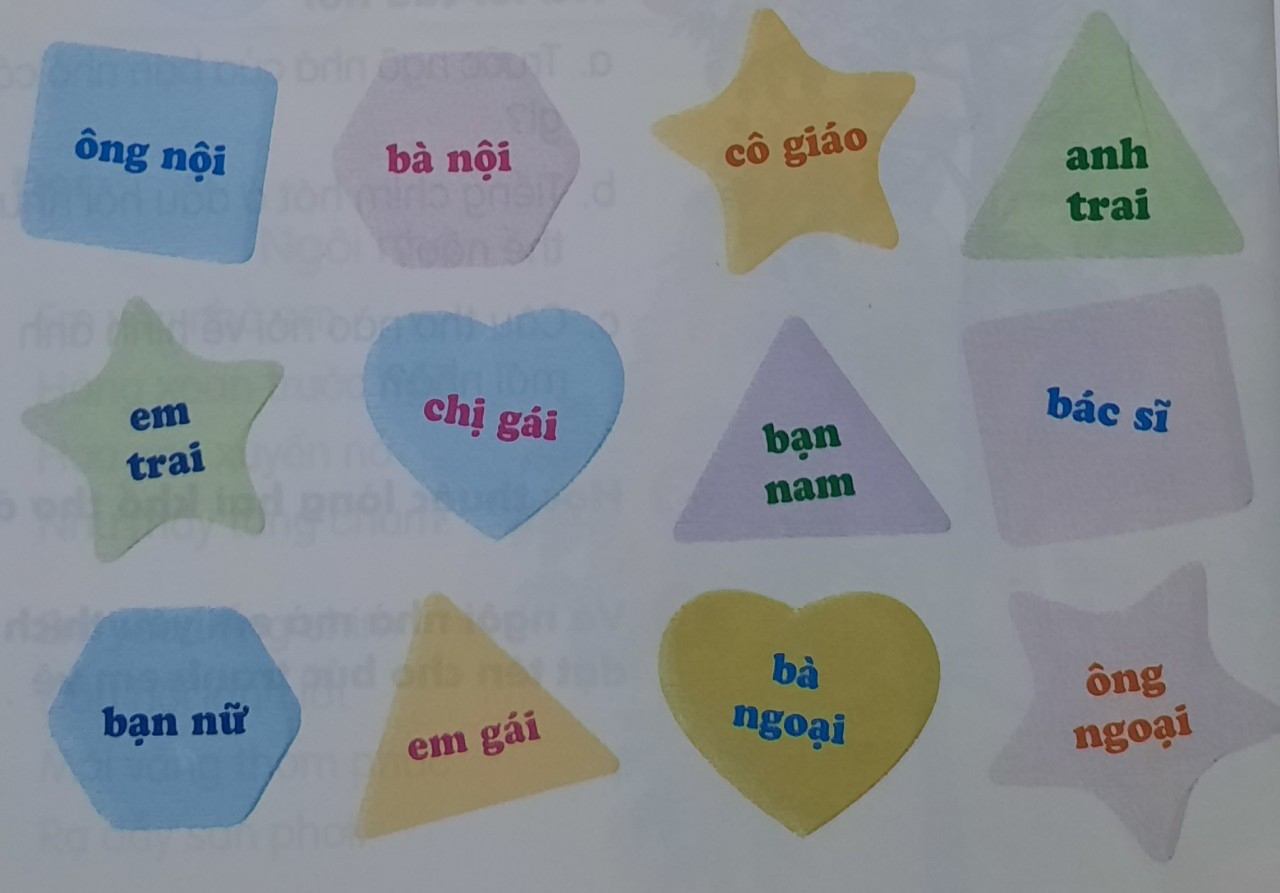 ông nội
bà nội
cô giáo
anh
trai
em
trai
chị gái
bạn
nam
bác sĩ
bạn nữ
em gái
bà
ngoại
ông
ngoại